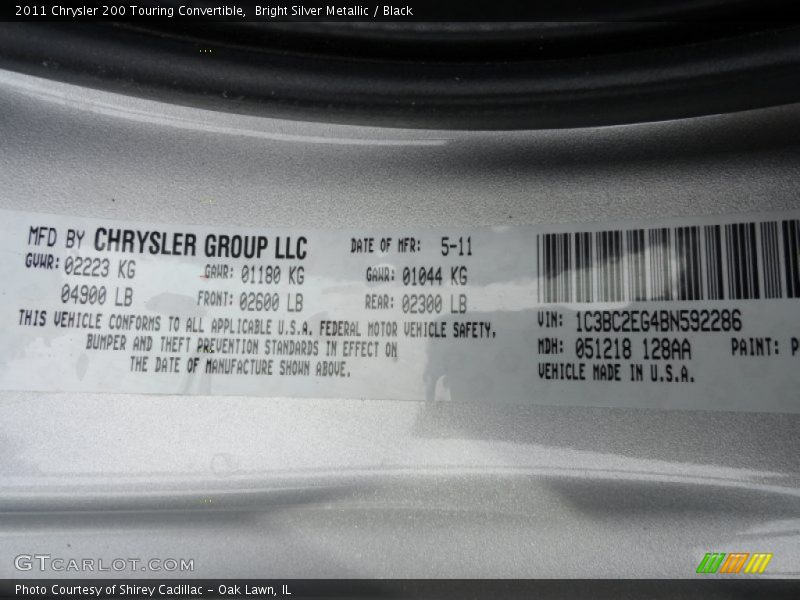 2011 Chrysler 200 Touring Convertible,  Bright Silver Metallic / Black
MFD BY CHRYSLER GROUP LLC DATE OF MFR: 5-11
GVWR: 02223 KG GAWR: 01180 KG GAWR: 01044 KG
04900 LB FRONT: 02600 LB REAR: 02300 LB
THIS VEHICLE CONFORMS TO ALL APPLICABLE U.S.A. FEDERAL MOTOR VEHICLE SAFETY,
BUMPER AND THEFT PREVENTION STANDARDS IN EFFECT ON
THE DATE OF MANUFACTURE SHOWN ABOVE.
VIN: 1C3BC2EG4BN592286
MDH: 051218 128AA PAINT: P
VEHICLE MADE IN U.S.A.
GTCARLOT.COM
Photo Courtesy of Shirey Cadillac - Oak Lawn, IL